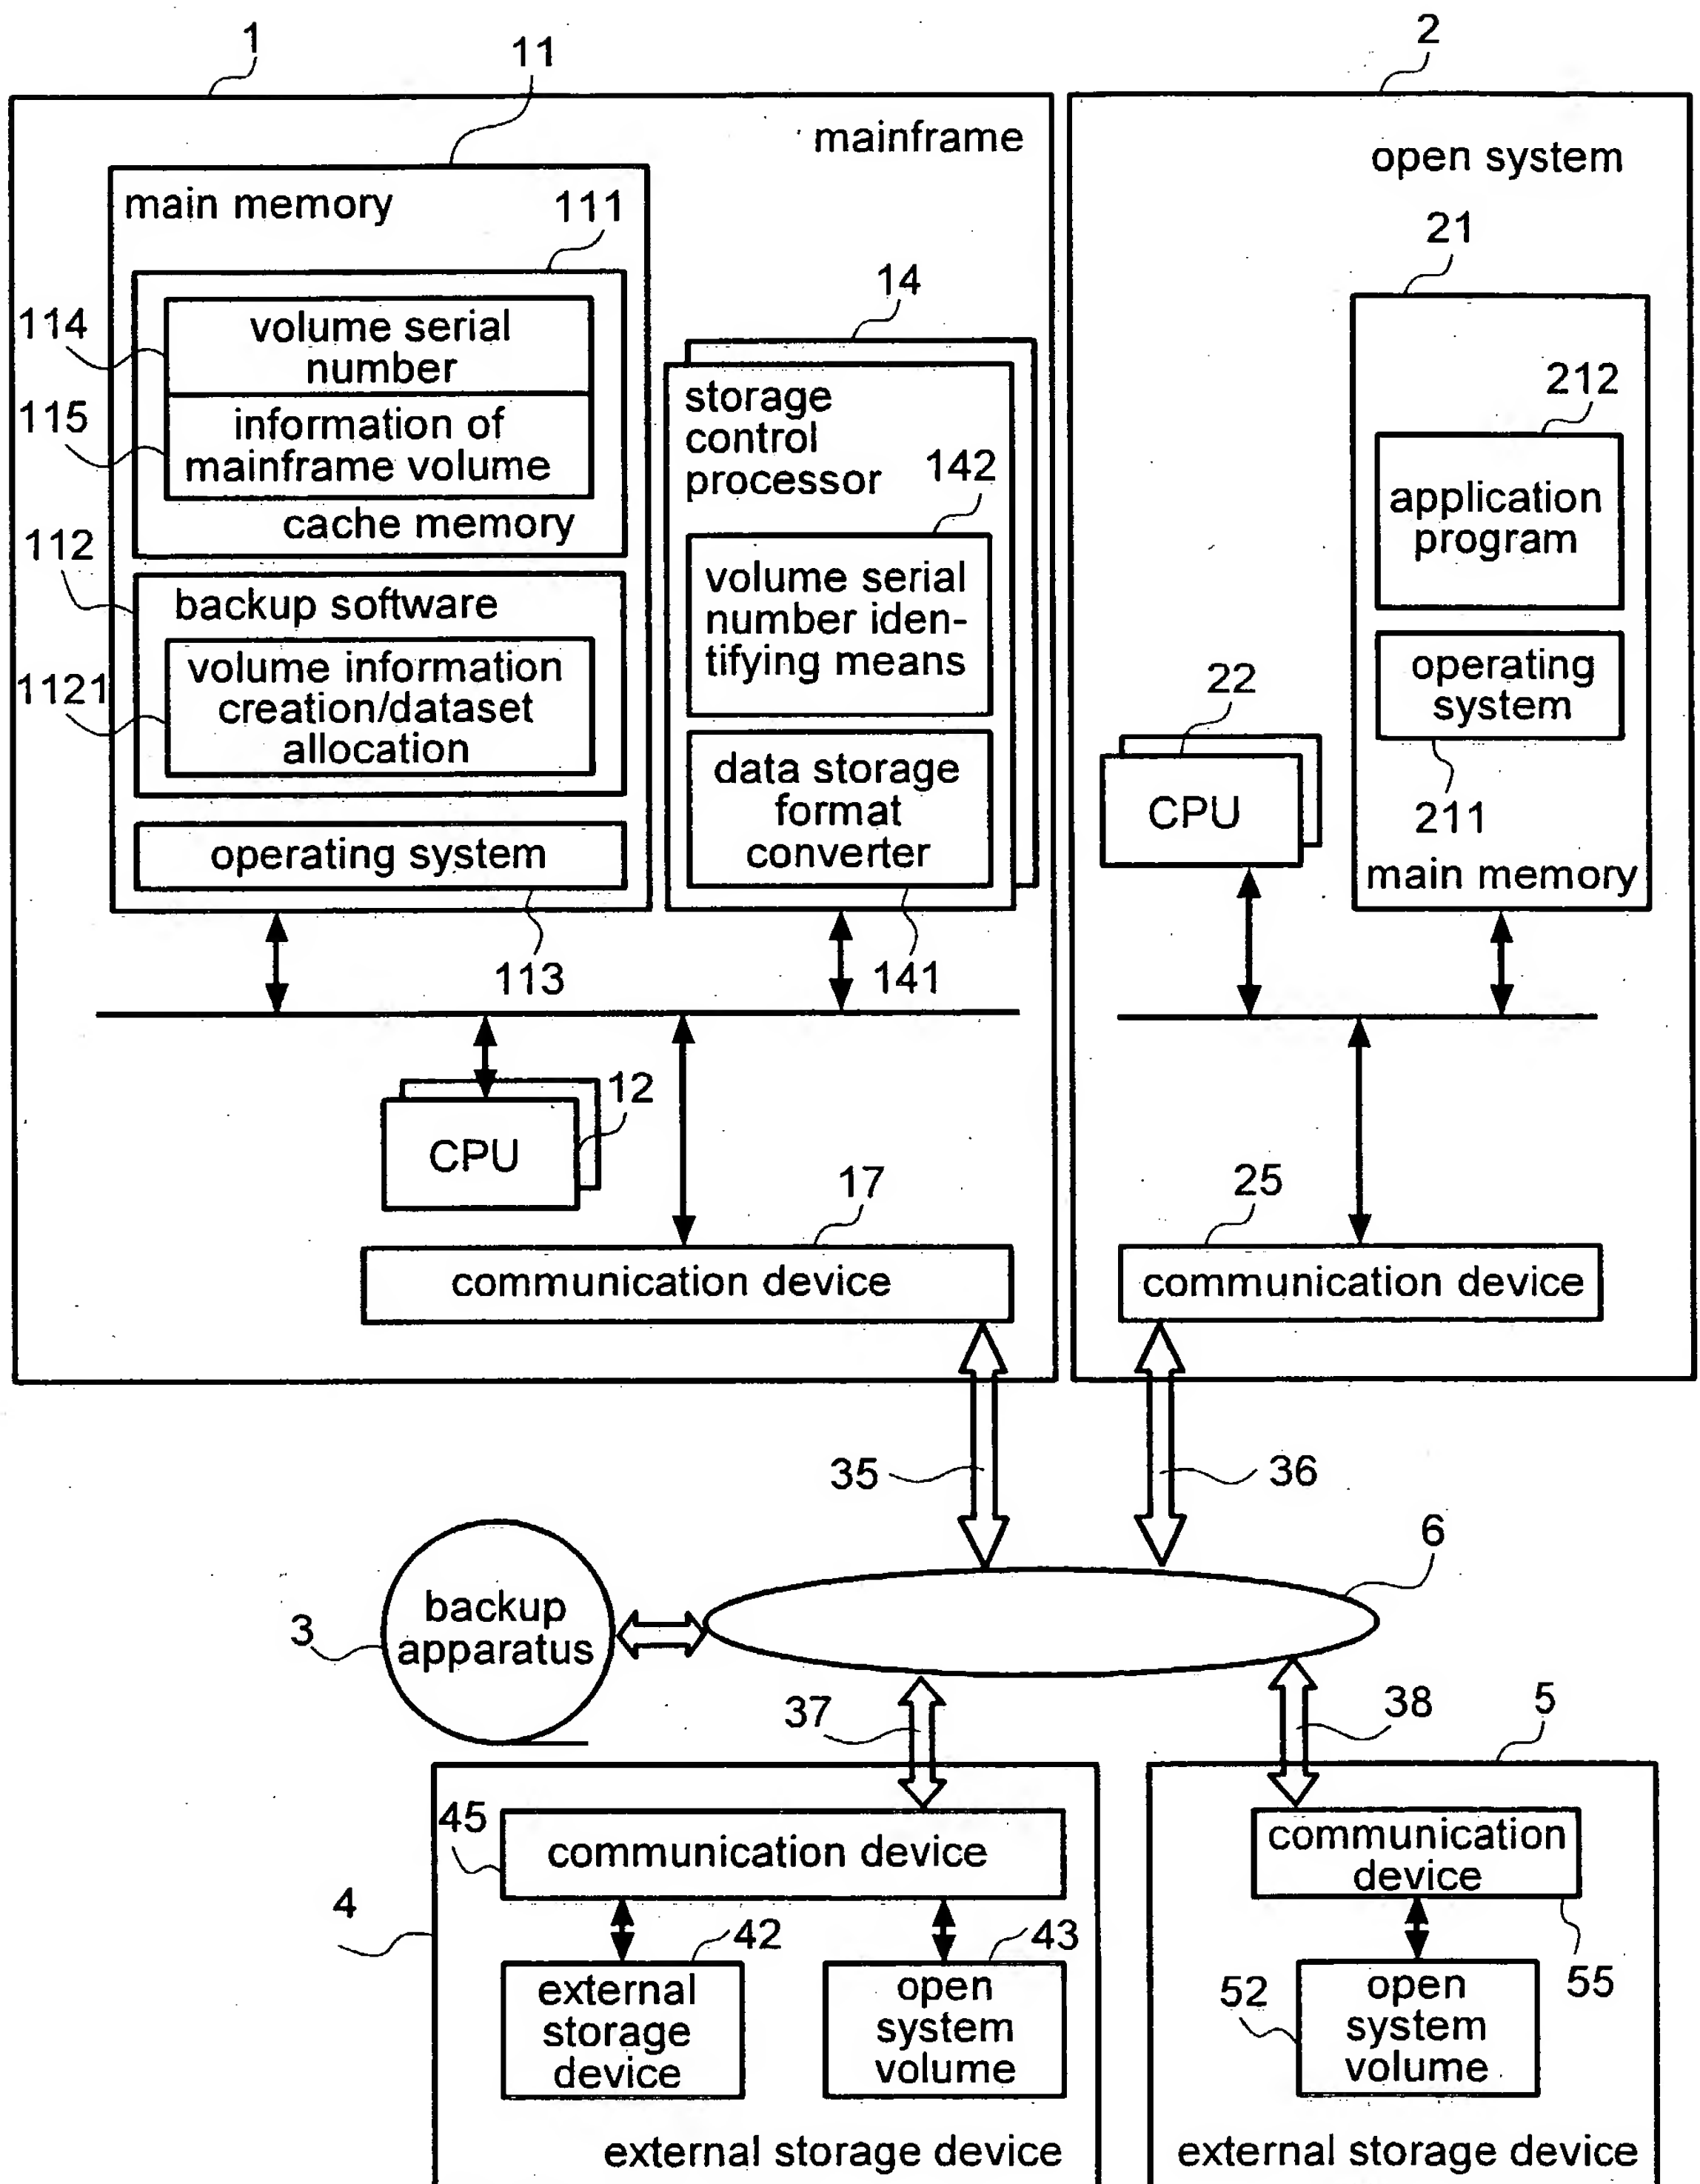 1
11
2
mainframe
open system
main memory
111
21
14
114
volume serial
number
115
information of
mainframe volume
cache memory
storage
control
processor
142
212
application
program
112
backup software
volume serial
number iden-
tifying means
operating
system
1121
volume information
creation/dataset
allocation
22
CPU
data storage
format
converter
211
main memory
operating system
113
141
12
CPU
17
25
communication device
communication device
35
36
6
3
backup
apparatus
37
38
5
45
communication device
communication
device
4
42
43
55
external
storage
device
open
system
volume
52
open
system
volume
external storage device
external storage device